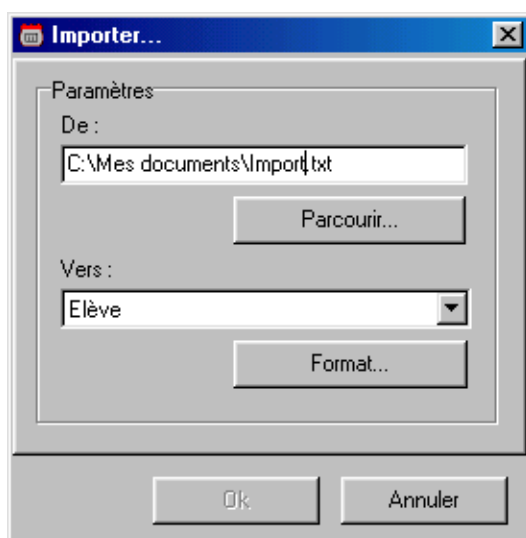 Importer...
Paramètres
De :
C:\Mes documents\Import.txt
Parcourir...
Vers :
Elève
Format...
Ok
Annuler